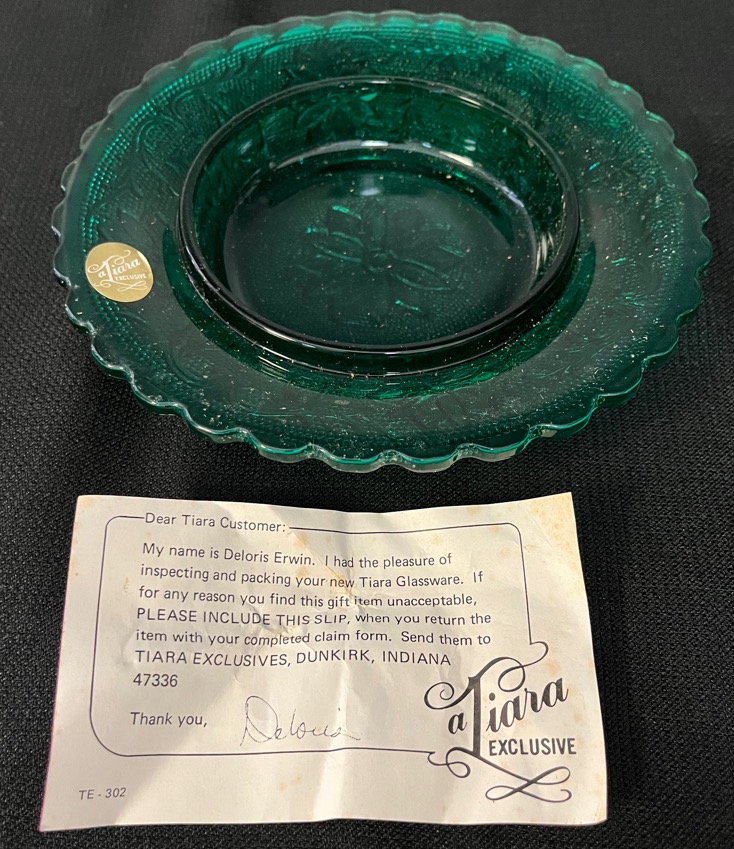 a Tiara
EXCLUSIVE
Dear Tiara Customer:
My name is Deloris Erwin. I had the pleasure of
inspecting and packing your new Tiara Glassware. If
for any reason you find this gift item unacceptable,
PLEASE INCLUDE THIS SLIP, when you return the
item with your completed claim form. Send them to
TIARA EXCLUSIVES, DUNKIRK, INDIANA
47336
Thank you, Deloris
a Tiara
EXCLUSIVE
TE - 302